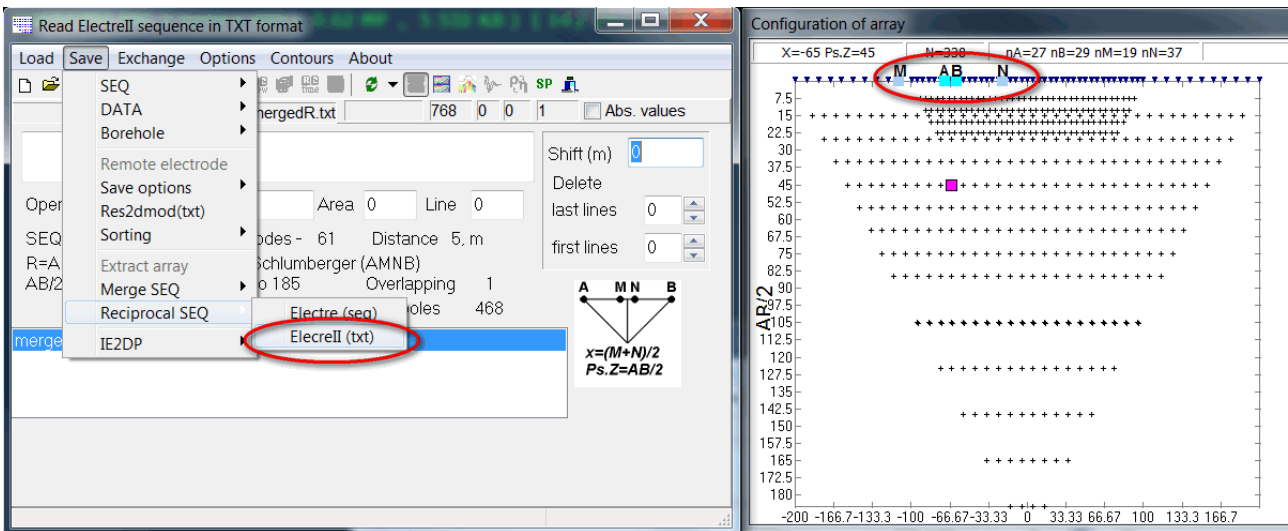 Read ElectreII sequence in TXT format
Load Save Exchange Options Contours About
SP
mergedR.txt 768 0 0 1 Abs. values
SEQ
DATA
Borehole
Remote electrode
Save options
Res2dmod(txt)
Sorting
Extract array
Merge SEQ
Reciprocal SEQ
IE2DP
Electre (seq)
ElecreII (txt)
Shift (m) 0
Delete
last lines 0
first lines 0
Oper
Area 0 Line 0
SEQ
odes - 61 Distance 5, m
R=A
Schlumberger (AMNB)
AB/2
o 185 Overlapping 1
oles 468
merge
A M N B
x=(M+N)/2
Ps.Z=AB/2
Configuration of array
X=-65 Ps.Z=45 N=338 nA=27 nB=29 nM=19 nN=37
M AB N
AB/2
7.5
15
22.5
30
37.5
45
52.5
60
67.5
75
82.5
90
97.5
105
112.5
120
127.5
135
142.5
150
157.5
165
172.5
180
-200 -166.7 -133.3 -100 -66.67 -33.33 0 33.33 66.67 100 133.3 166.7